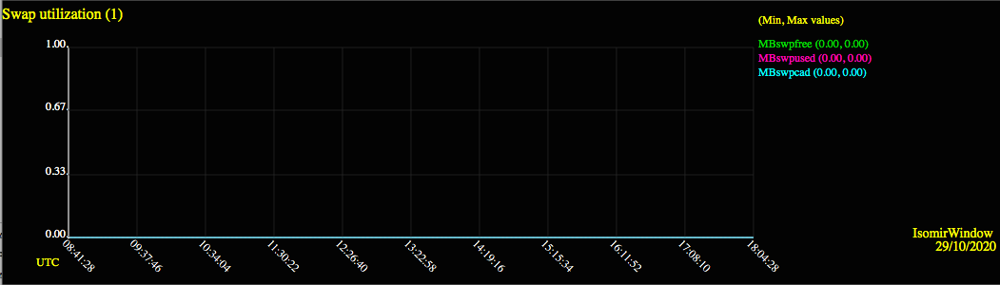 Swap utilization (1)
(Min, Max values)
MBswpfree (0.00, 0.00)
MBswpused (0.00, 0.00)
MBswpcad (0.00, 0.00)
1.00
0.67
0.33
0.00
08:41:28
09:37:46
10:34:04
11:30:22
12:26:40
13:22:58
14:19:16
15:15:34
16:11:52
17:08:10
18:04:28
UTC
IsomirWindow
29/10/2020